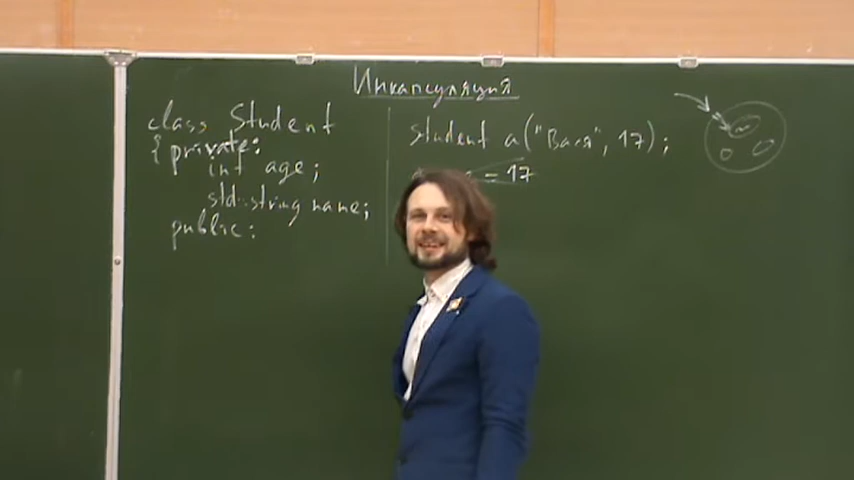 Инкапсуляция
class Student
{private:
int age;
std::string name;
public:
student a("Вася", 17);
= 17